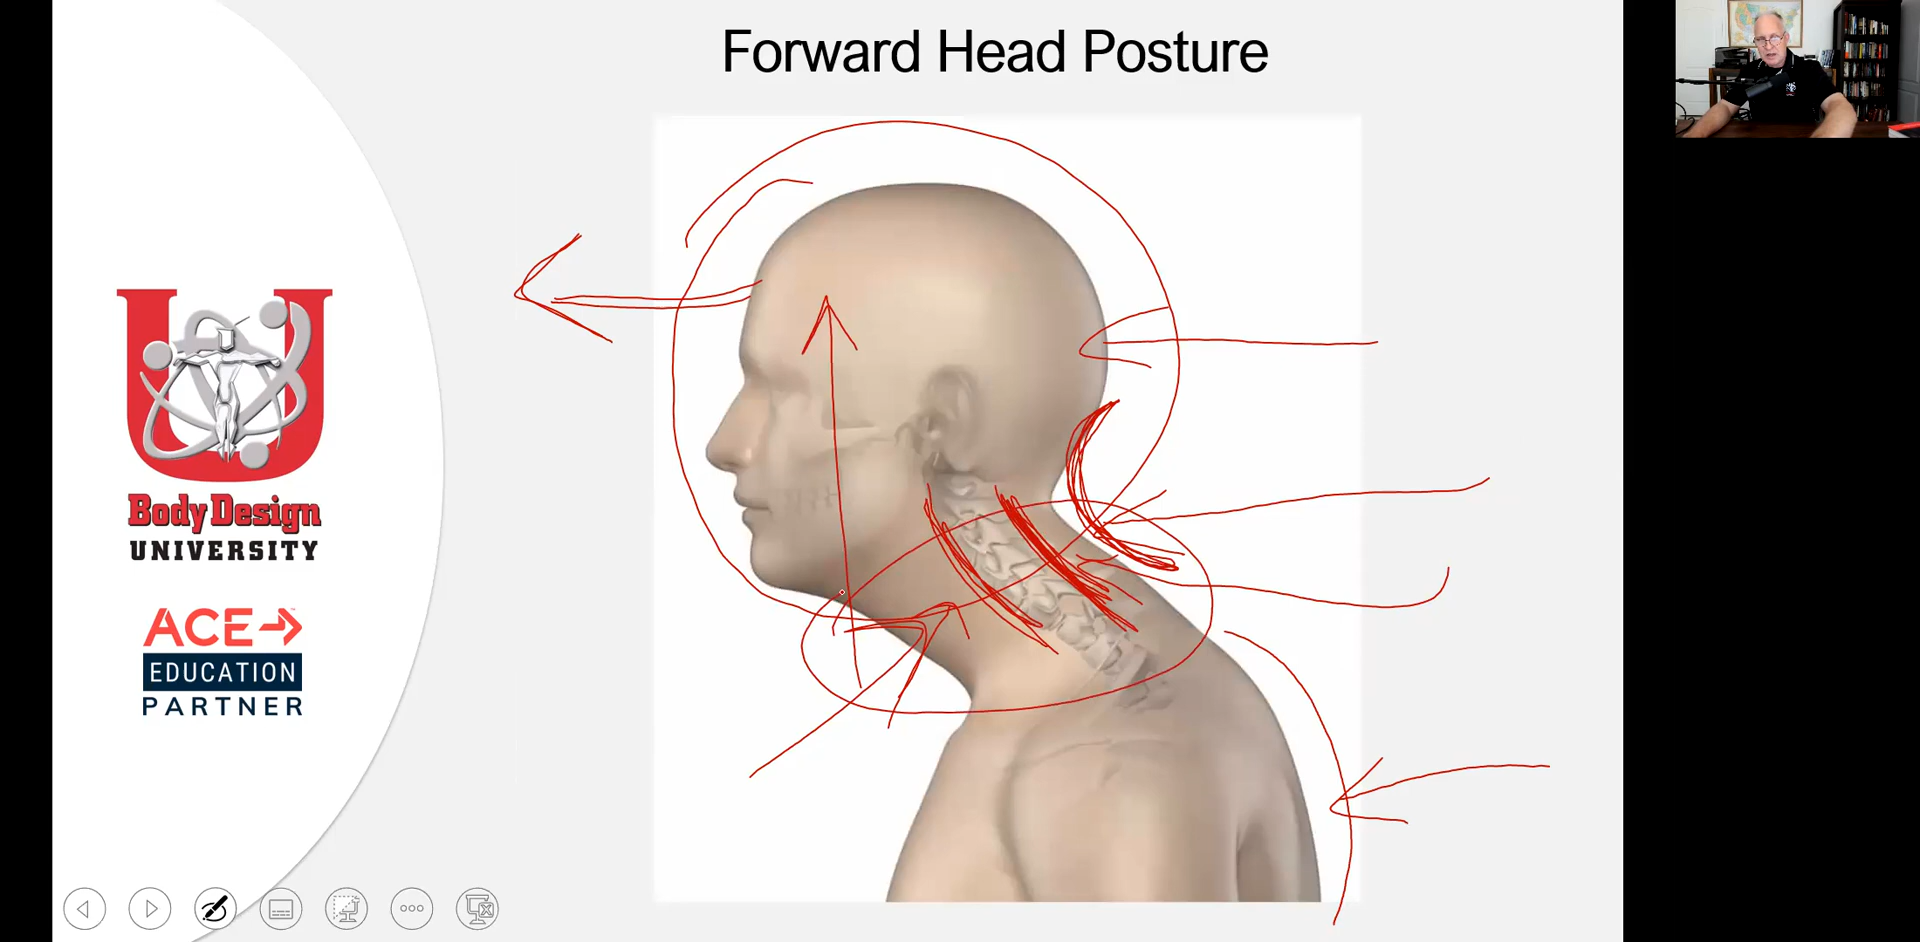 Forward Head Posture
U
Body Design
UNIVERSITY
ACE
EDUCATION
PARTNER